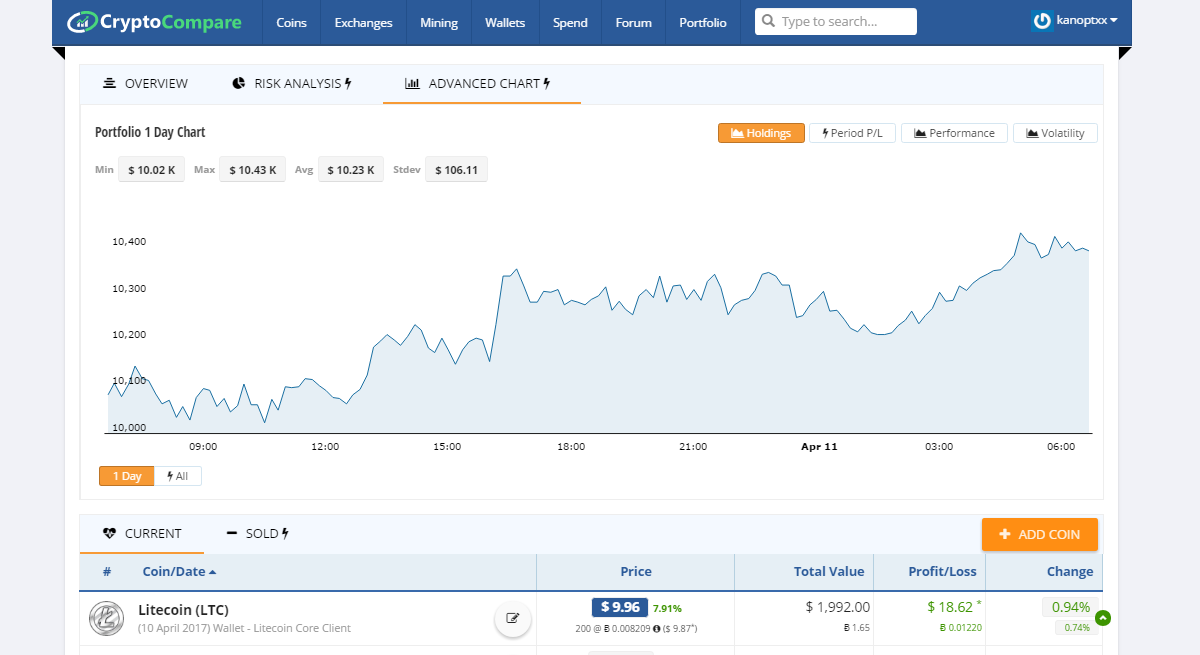 CryptoCompare Coins Exchanges Mining Wallets Spend Forum Portfolio Type to search... kanoptxx
OVERVIEW RISK ANALYSIS ADVANCED CHART
Portfolio 1 Day Chart Holdings Period P/L Performance Volatility
Min $ 10.02 K Max $ 10.43 K Avg $ 10.23 K Stdev $ 106.11
10,400
10,300
10,200
10,100
10,000
09:00 12:00 15:00 18:00 21:00 Apr 11 03:00 06:00
1 Day All
CURRENT SOLD ADD COIN
# Coin/Date Price Total Value Profit/Loss Change
Litecoin (LTC) $ 9.96 7.91% $ 1,992.00 $ 18.62 * 0.94%
(10 April 2017) Wallet - Litecoin Core Client 200 @ Ƀ 0.008209 ($ 9.87*) Ƀ 1.65 Ƀ 0.01220 0.74%